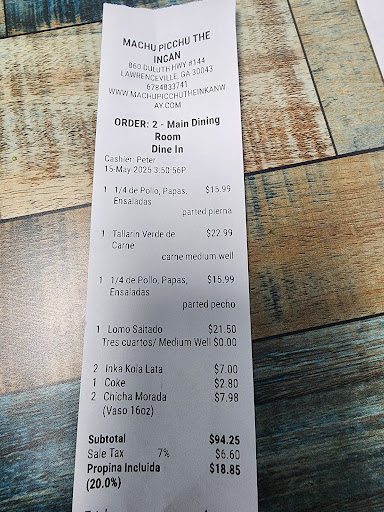 MACHU PICCHU THE
INCAN
860 DULUTH HWY #144
LAWRENCEVILLE, GA 30043
6784833741
WWW.MACHUPICCHUTHEINKANW
AY.COM
ORDER: 2 - Main Dining
Room
Dine In
Cashier: Peter
15-May-2025 3:50:56P
1 1/4 de Pollo, Papas, $15.99
Ensaladas
parted pierna
1 Tallarin Verde de $22.99
Carne
carne medium well
1 1/4 de Pollo, Papas, $15.99
Ensaladas
parted pecho
1 Lomo Saltado $21.50
Tres cuartos/ Medium Well $0.00
2 Inka Kola Lata $7.00
1 Coke $2.80
2 Chicha Morada $7.98
(Vaso 16oz)
Subtotal $94.25
Sale Tax 7% $6.60
Propina Incluida $18.85
(20.0%)